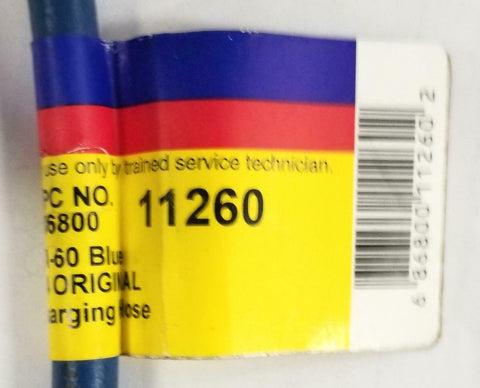 use only by trained service technician.
PC NO. 11260
6800
-60 Blue
ORIGINAL
arging Hose
6 86800 11260 2